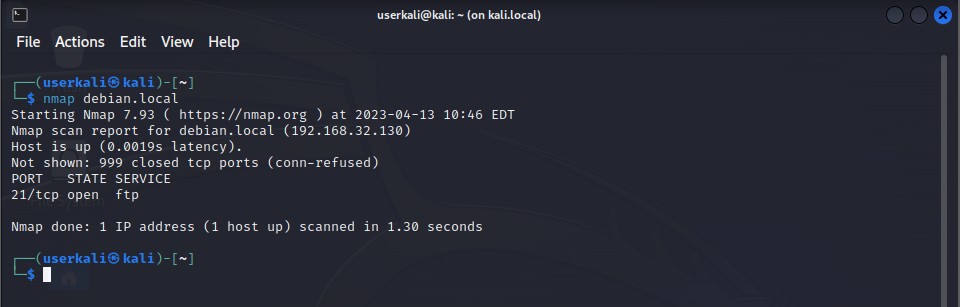 userkali@kali: ~ (on kali.local)
File Actions Edit View Help
┌──(userkali㉿kali)-[~]
└─$ nmap debian.local
Starting Nmap 7.93 ( https://nmap.org ) at 2023-04-13 10:46 EDT
Nmap scan report for debian.local (192.168.32.130)
Host is up (0.0019s latency).
Not shown: 999 closed tcp ports (conn-refused)
PORT   STATE SERVICE
21/tcp open  ftp
Nmap done: 1 IP address (1 host up) scanned in 1.30 seconds
┌──(userkali㉿kali)-[~]
└─$